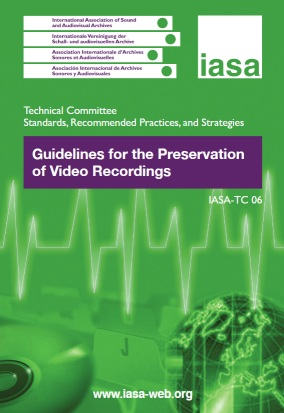 International Association of Sound
and Audiovisual Archives
Internationale Vereinigung der
Schall- und audiovisuellen Archive
Association Internationale d'Archives
Sonores et Audiovisuelles
Asociación Internacional de Archivos
Sonoros y Audiovisuales
iasa
Technical Committee
Standards, Recommended Practices, and Strategies
Guidelines for the Preservation
of Video Recordings
IASA-TC 06
J
www.iasa-web.org